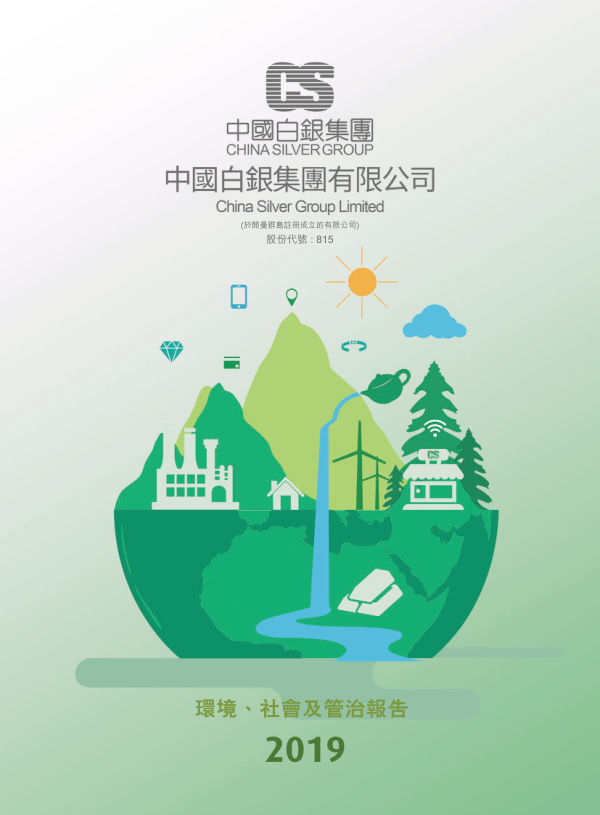 CS
中國白銀集團
CHINA SILVER GROUP
中國白銀集團有限公司
China Silver Group Limited
(於開曼群島註冊成立的有限公司)
股份代號 : 815
CS
環境、社會及管治報告
2019